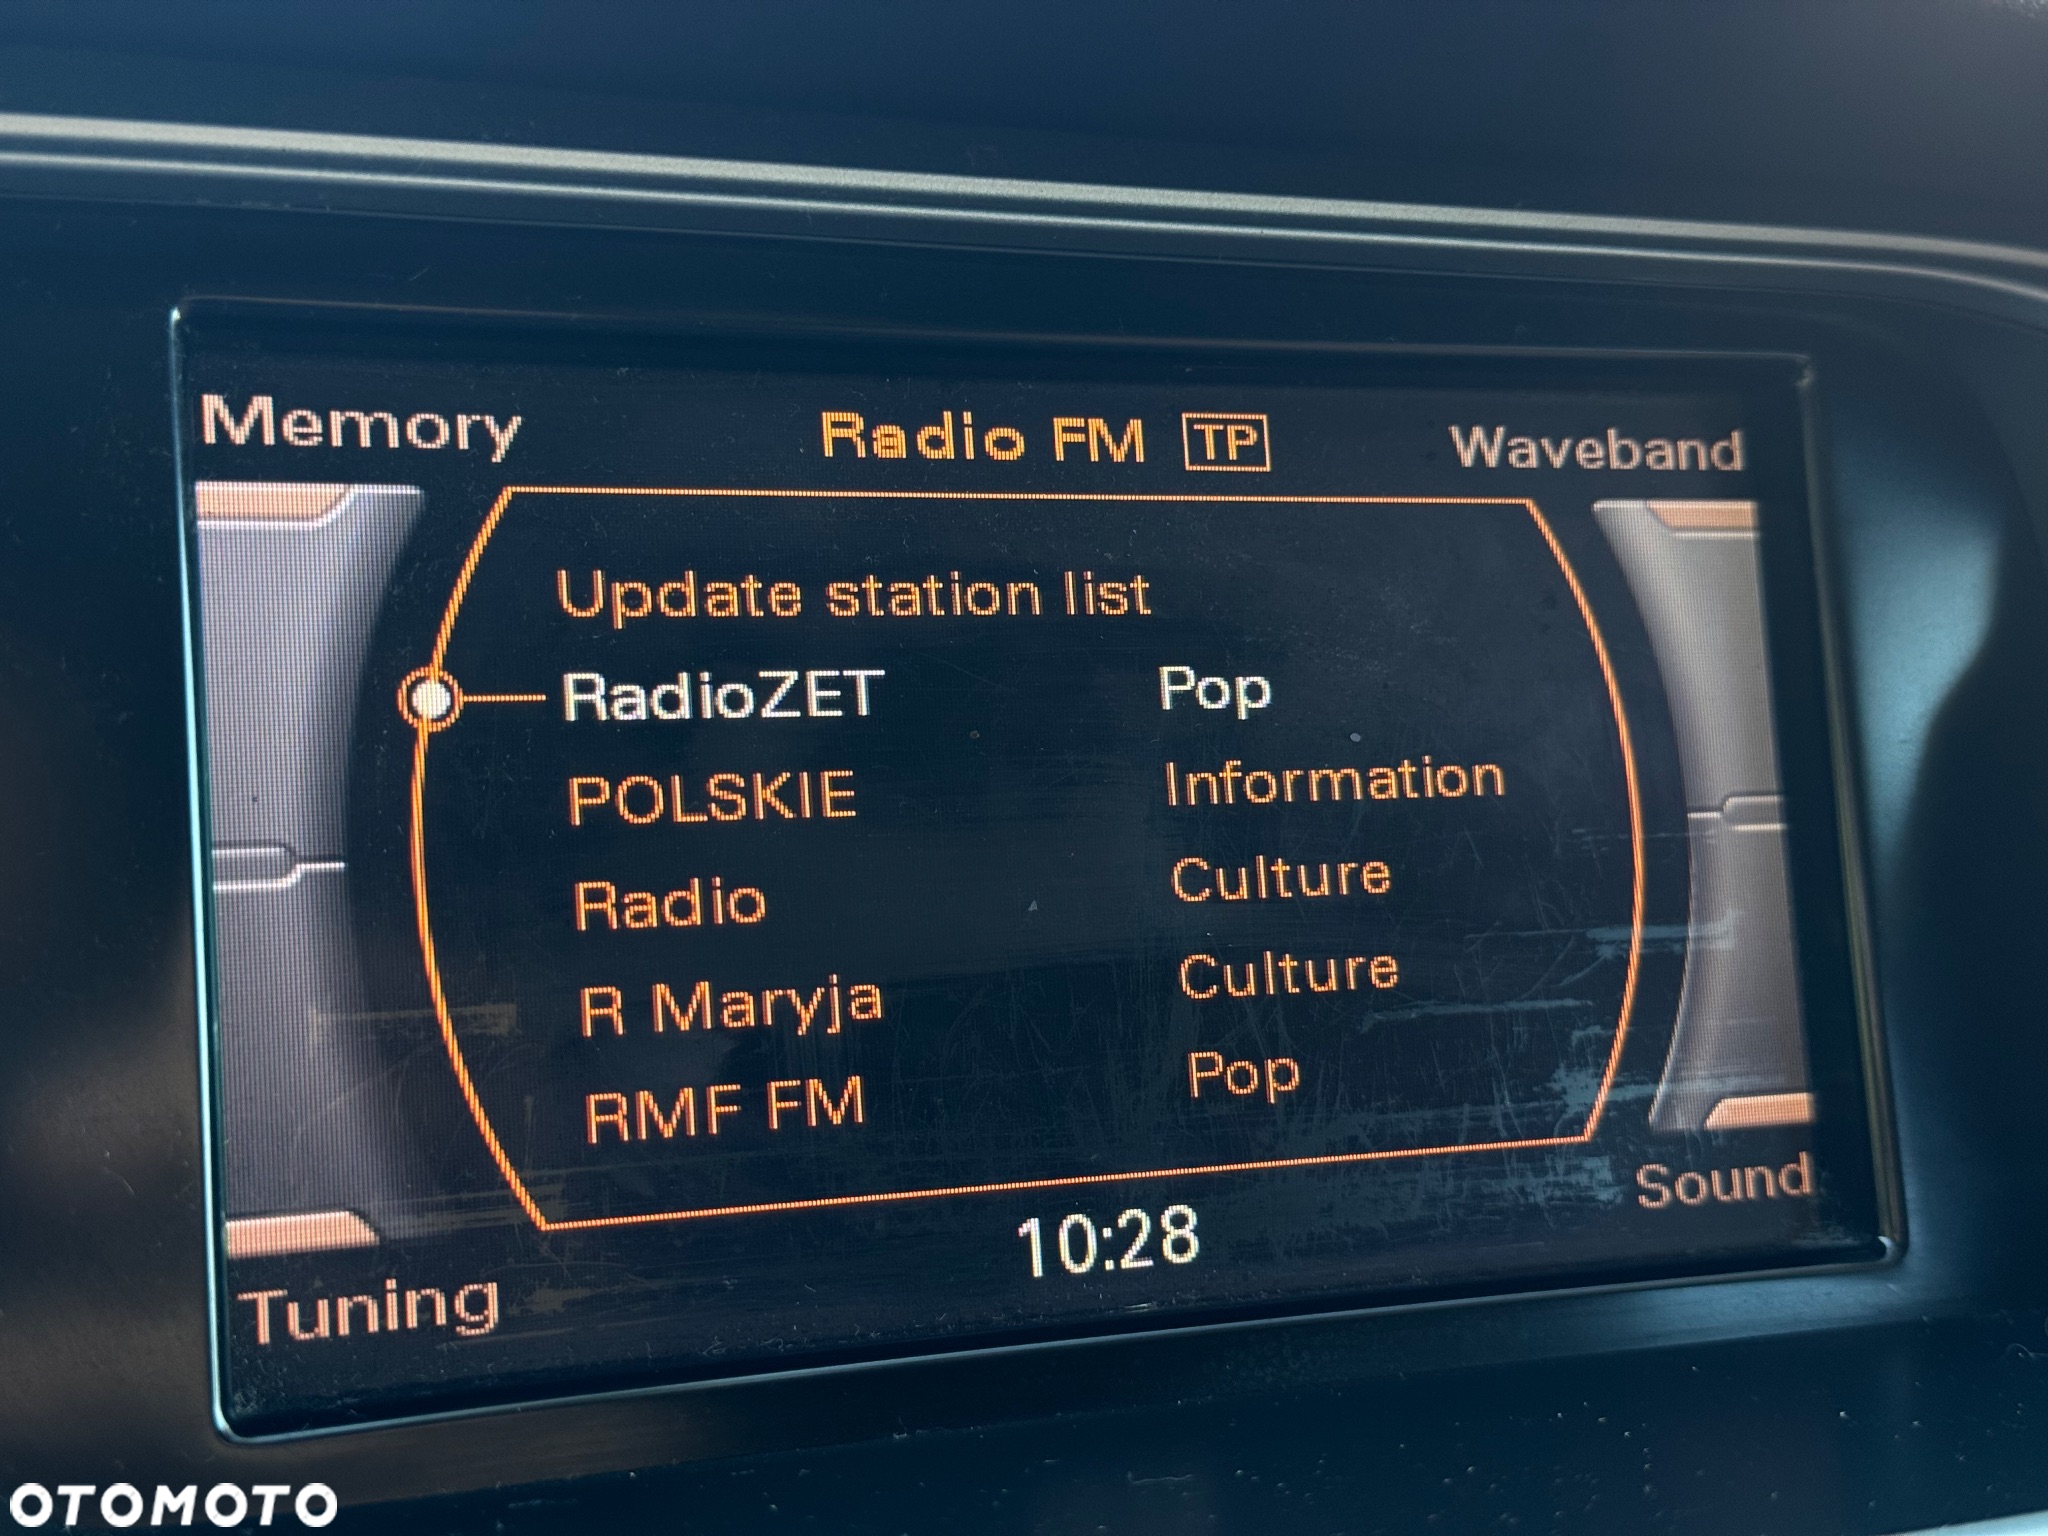 Memory Radio FM TP Waveband
Update station list
RadioZET Pop
POLSKIE Information
Radio Culture
R Maryja Culture
RMF FM Pop
Sound
10:28
Tuning
OTOMOTO